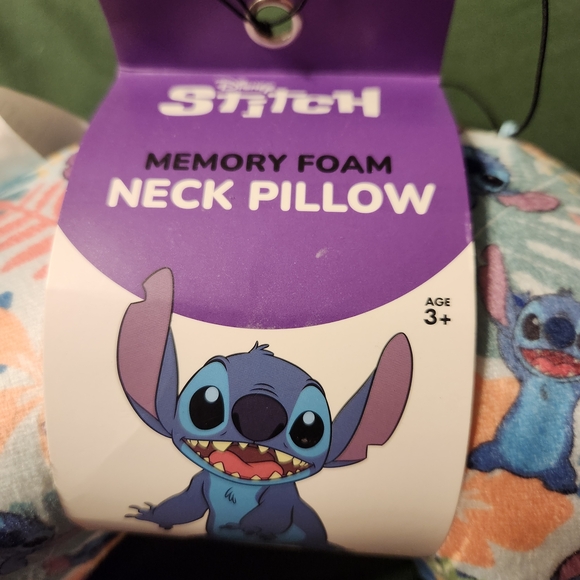 Disney
STITCH
MEMORY FOAM
NECK PILLOW
AGE
3+